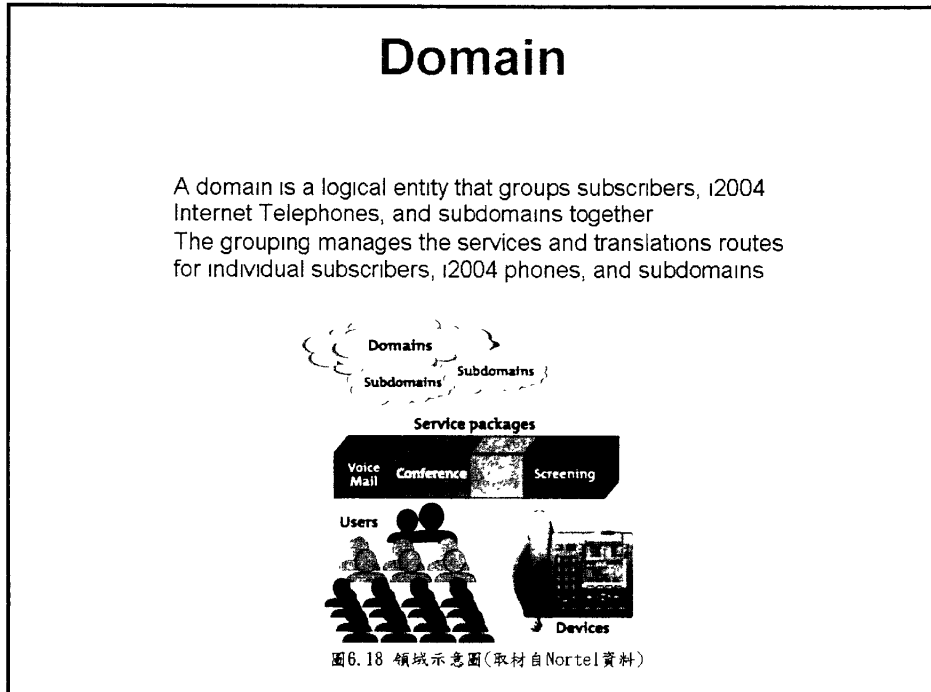 Domain
A domain is a logical entity that groups subscribers, i2004
Internet Telephones, and subdomains together
The grouping manages the services and translations routes
for individual subscribers, i2004 phones, and subdomains
Domains
Subdomains
Subdomains
Service packages
Voice
Mail
Conference
Screening
Users
Devices
圖6.18 領域示意圖(取材自Nortel資料)